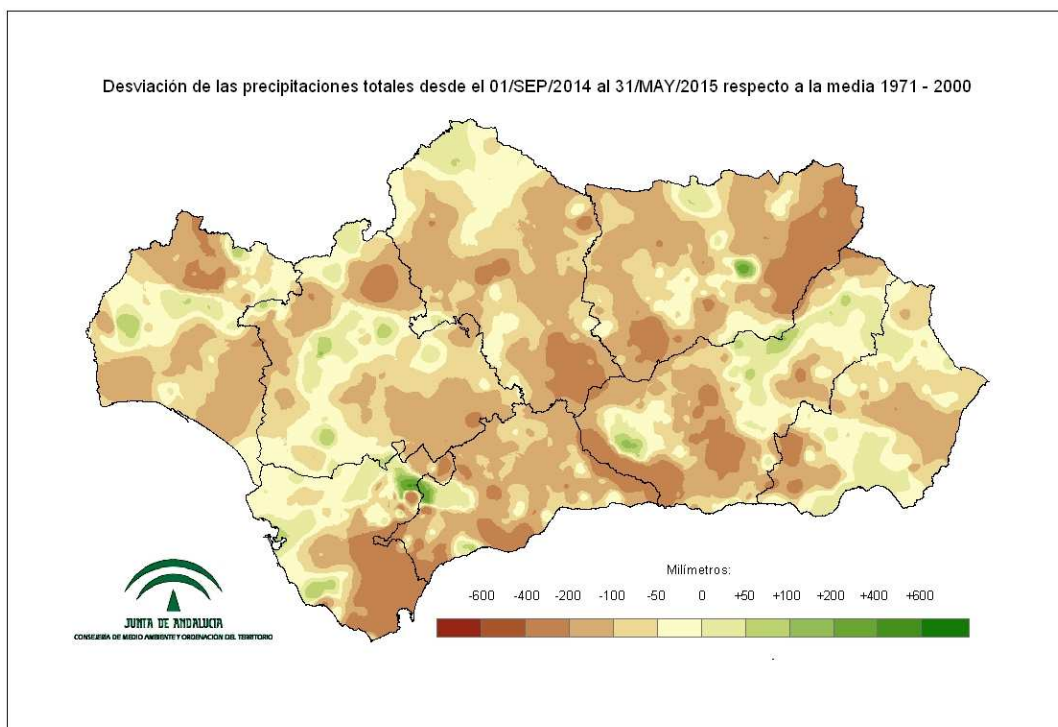 Desviación de las precipitaciones totales desde el 01/SEP/2014 al 31/MAY/2015 respecto a la media 1971 - 2000
Milímetros:
-600 -400 -200 -100 -50 0 +50 +100 +200 +400 +600
JUNTA DE ANDALUCIA
CONSEJERÍA DE MEDIO AMBIENTE Y ORDENACIÓN DEL TERRITORIO